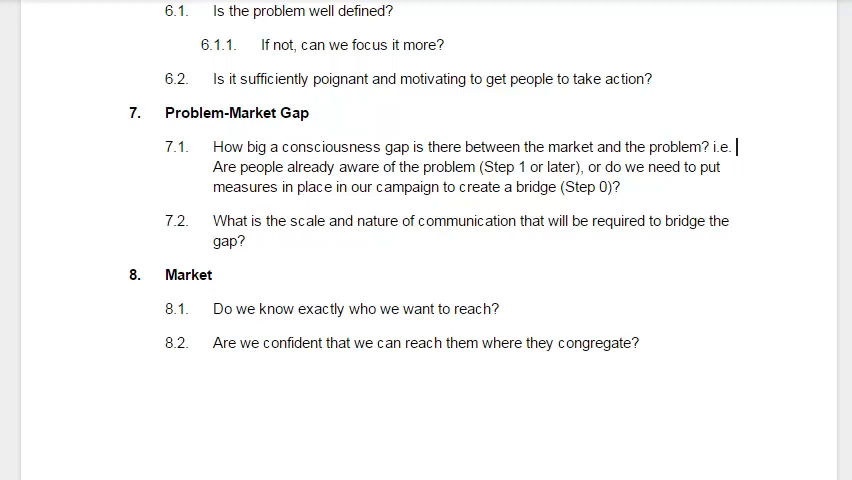 6.1. Is the problem well defined?
6.1.1. If not, can we focus it more?
6.2. Is it sufficiently poignant and motivating to get people to take action?
7. Problem-Market Gap
7.1. How big a consciousness gap is there between the market and the problem? i.e.
Are people already aware of the problem (Step 1 or later), or do we need to put
measures in place in our campaign to create a bridge (Step 0)?
7.2. What is the scale and nature of communication that will be required to bridge the
gap?
8. Market
8.1. Do we know exactly who we want to reach?
8.2. Are we confident that we can reach them where they congregate?